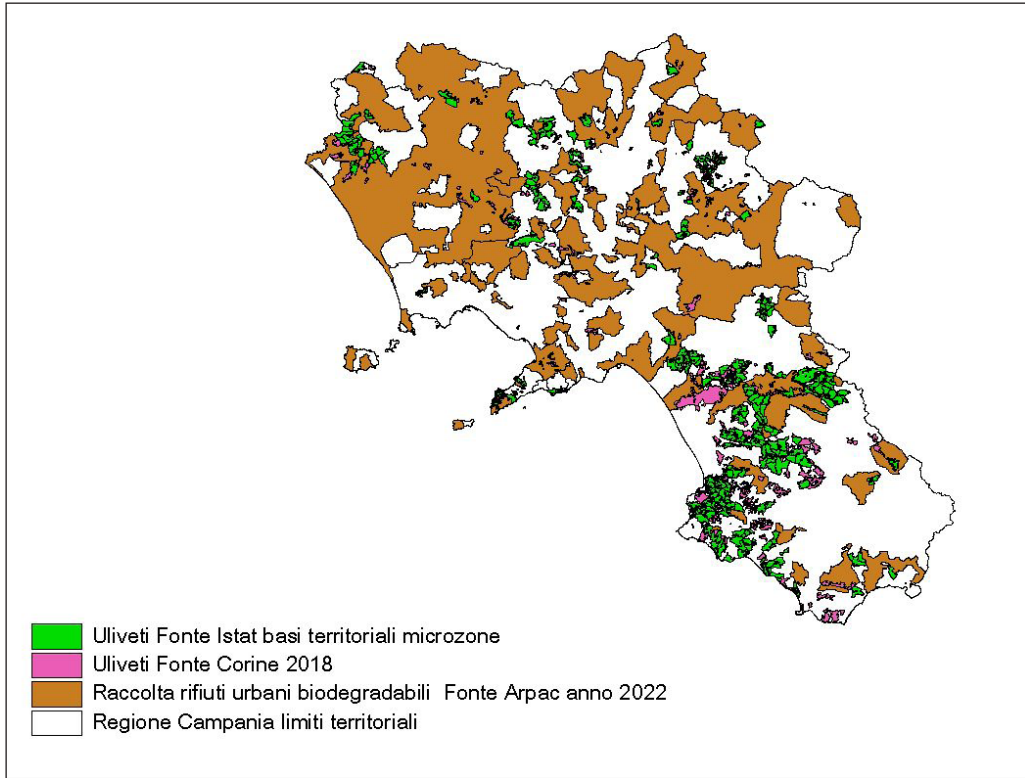 Uliveti Fonte Istat basi territoriali microzone
Uliveti Fonte Corine 2018
Raccolta rifiuti urbani biodegradabili Fonte Arpac anno 2022
Regione Campania limiti territoriali